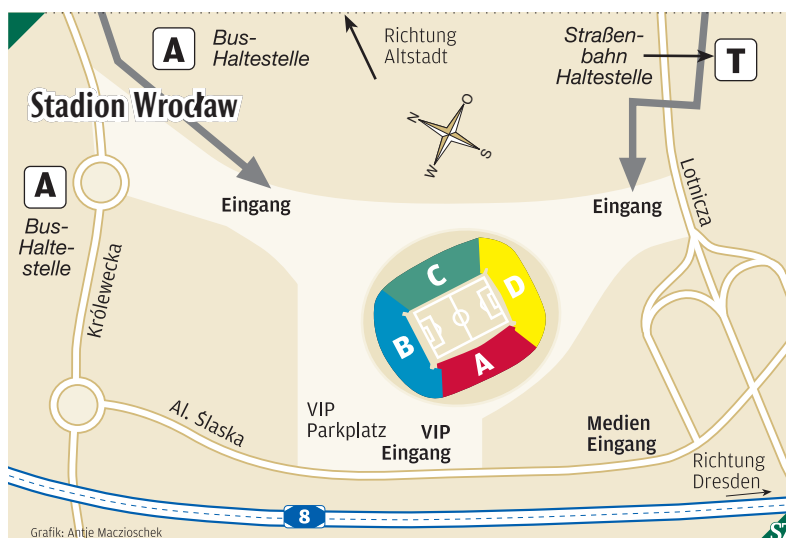 A
Bus-
Haltestelle
Richtung
Altstadt
Straßen-
bahn
Haltestelle
T
Stadion Wrocław
N
O
S
W
A
Bus-
Halte-
stelle
Eingang
Eingang
Lotnicza
Królewecka
C
D
B
A
Al. Ślaska
VIP
Parkplatz
VIP
Eingang
Medien
Eingang
Richtung
Dresden
8
Grafik: Antje Maczioschek